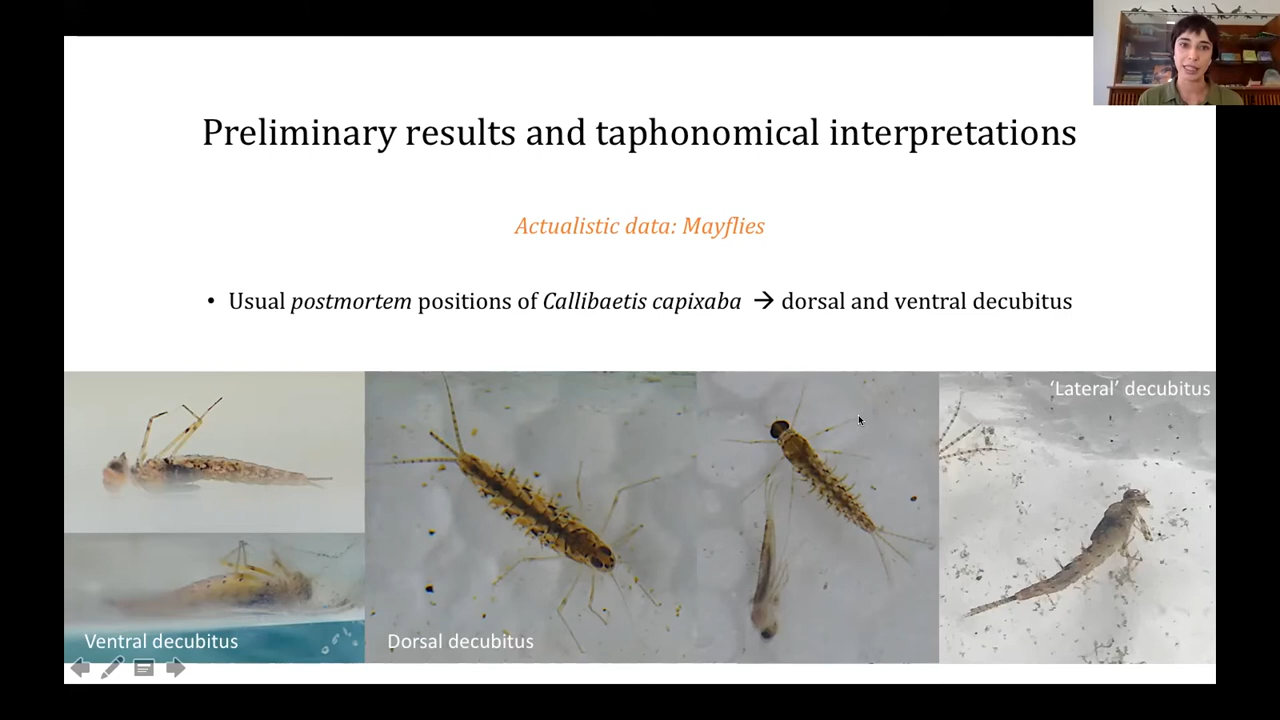 Preliminary results and taphonomical interpretations
Actualistic data: Mayflies
• Usual postmortem positions of Callibaetis capixaba → dorsal and ventral decubitus
‘Lateral’ decubitus
Ventral decubitus
Dorsal decubitus